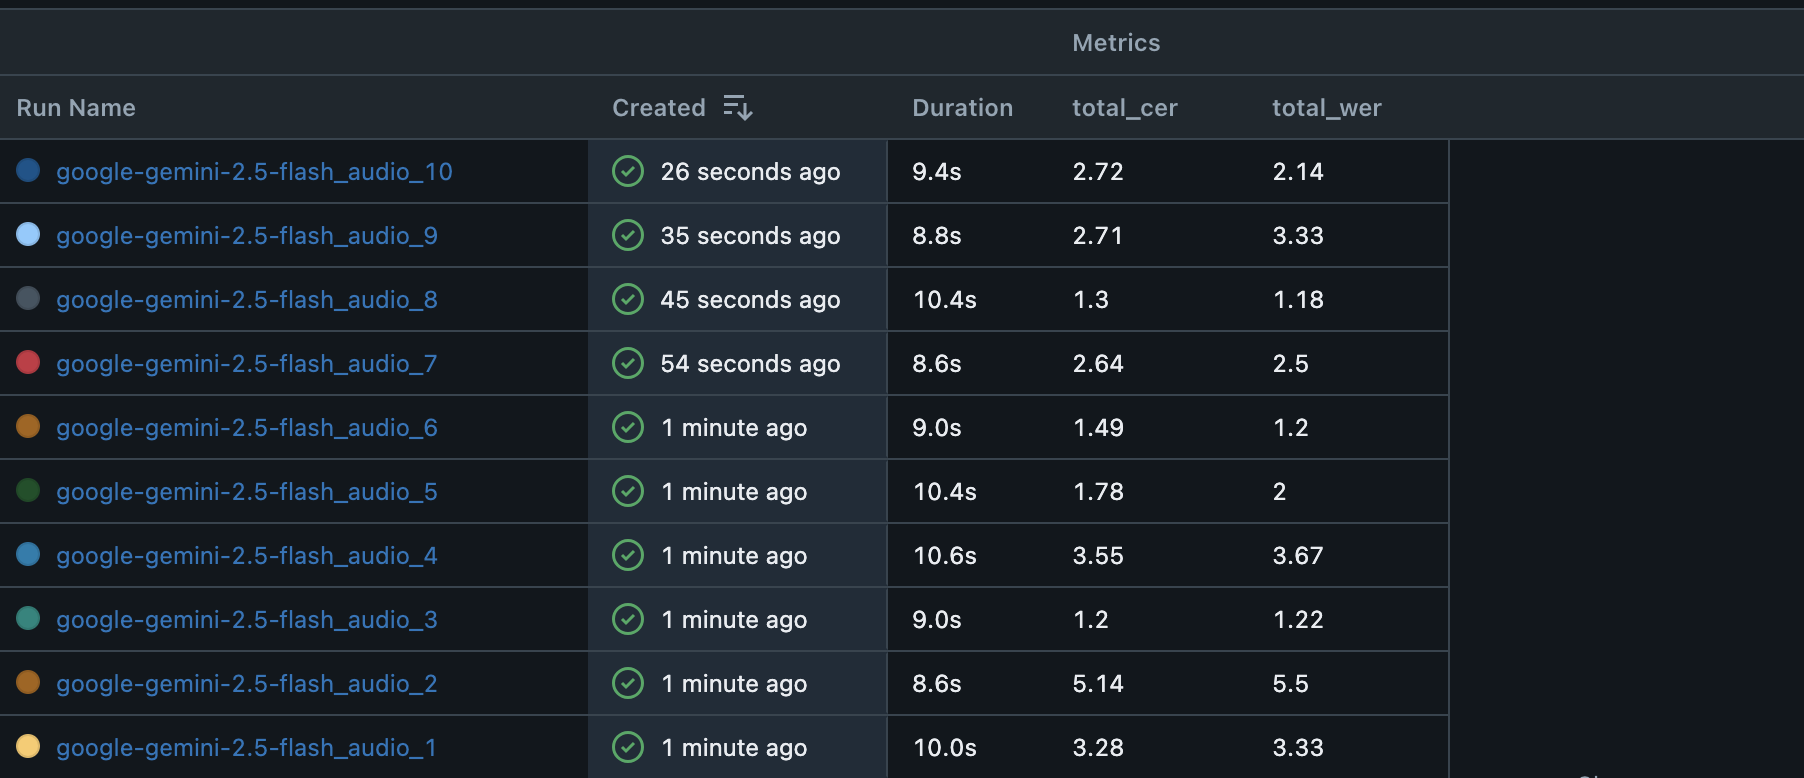 Metrics
Run Name Created Duration total_cer total_wer
google-gemini-2.5-flash_audio_10 26 seconds ago 9.4s 2.72 2.14
google-gemini-2.5-flash_audio_9 35 seconds ago 8.8s 2.71 3.33
google-gemini-2.5-flash_audio_8 45 seconds ago 10.4s 1.3 1.18
google-gemini-2.5-flash_audio_7 54 seconds ago 8.6s 2.64 2.5
google-gemini-2.5-flash_audio_6 1 minute ago 9.0s 1.49 1.2
google-gemini-2.5-flash_audio_5 1 minute ago 10.4s 1.78 2
google-gemini-2.5-flash_audio_4 1 minute ago 10.6s 3.55 3.67
google-gemini-2.5-flash_audio_3 1 minute ago 9.0s 1.2 1.22
google-gemini-2.5-flash_audio_2 1 minute ago 8.6s 5.14 5.5
google-gemini-2.5-flash_audio_1 1 minute ago 10.0s 3.28 3.33